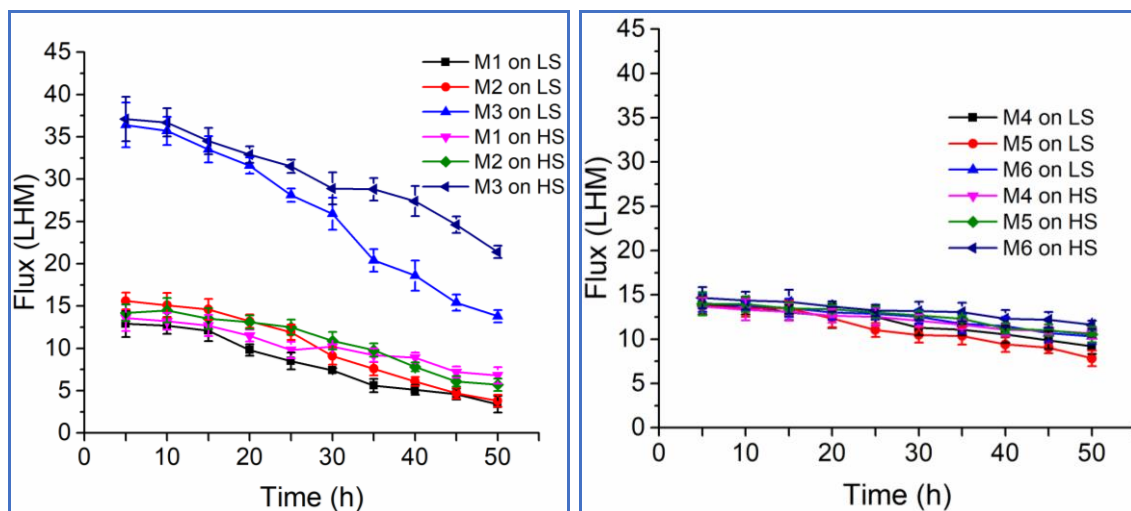 45
40
35
30
25
20
15
10
5
0
Flux (LHM)
M1 on LS
M2 on LS
M3 on LS
M1 on HS
M2 on HS
M3 on HS
0 10 20 30 40 50
Time (h)
45
40
35
30
25
20
15
10
5
0
Flux (LHM)
M4 on LS
M5 on LS
M6 on LS
M4 on HS
M5 on HS
M6 on HS
0 10 20 30 40 50
Time (h)